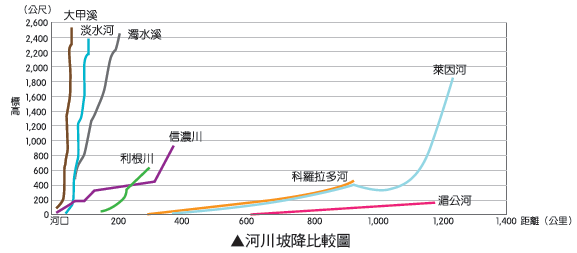 (公尺)
大甲溪
淡水河
濁水溪
萊因河
信濃川
利根川
科羅拉多河
湄公河
高度
2,600
2,400
2,200
2,000
1,800
1,600
1,400
1,200
1,000
800
600
400
200
0
河口 200 400 600 800 1,000 1,200 1,400 距離(公里)
▲河川坡降比較圖